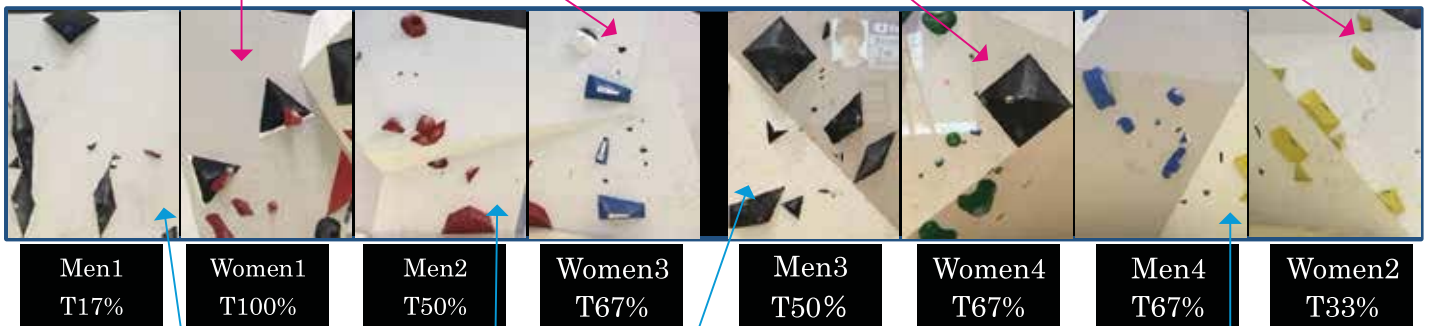 Men1
T17%
Women1
T100%
Men2
T50%
Women3
T67%
Men3
T50%
Women4
T67%
Men4
T67%
Women2
T33%